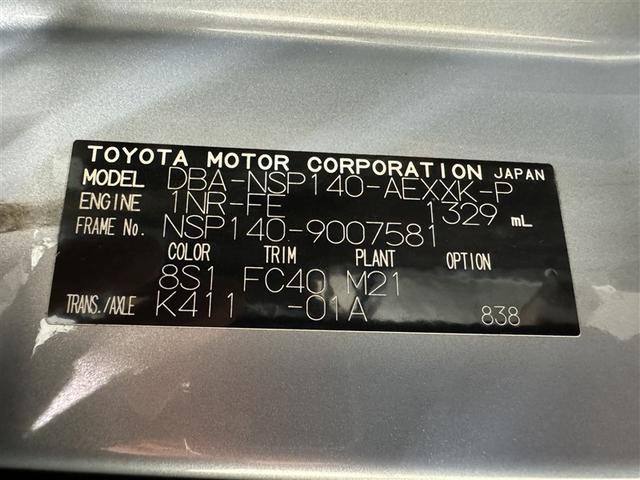 TOYOTA MOTOR CORPORATION JAPAN
MODEL DBA-NSP140-AEXXK-P
ENGINE 1NR-FE 1329 mL
FRAME No. NSP140-9007581
COLOR TRIM PLANT OPTION
8S1 FC40 M21
TRANS./AXLE K411 -01A 838